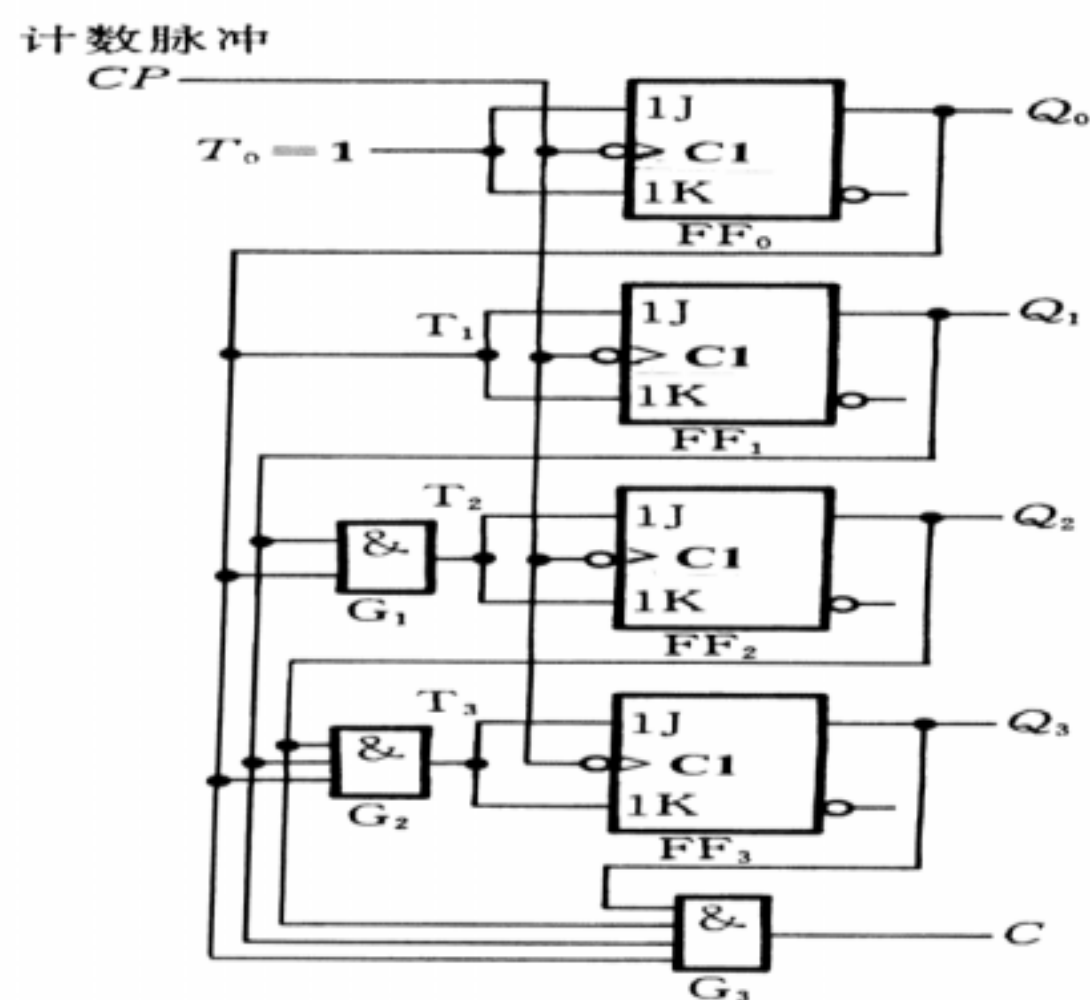 计数脉冲
CP
1J
Q₀
T₀=1
C1
1K
FF₀
T₁
1J
Q₁
C1
1K
FF₁
T₂
1J
Q₂
&
C1
G₁
1K
FF₂
T₃
1J
Q₃
&
C1
G₂
1K
FF₃
&
C
G₃